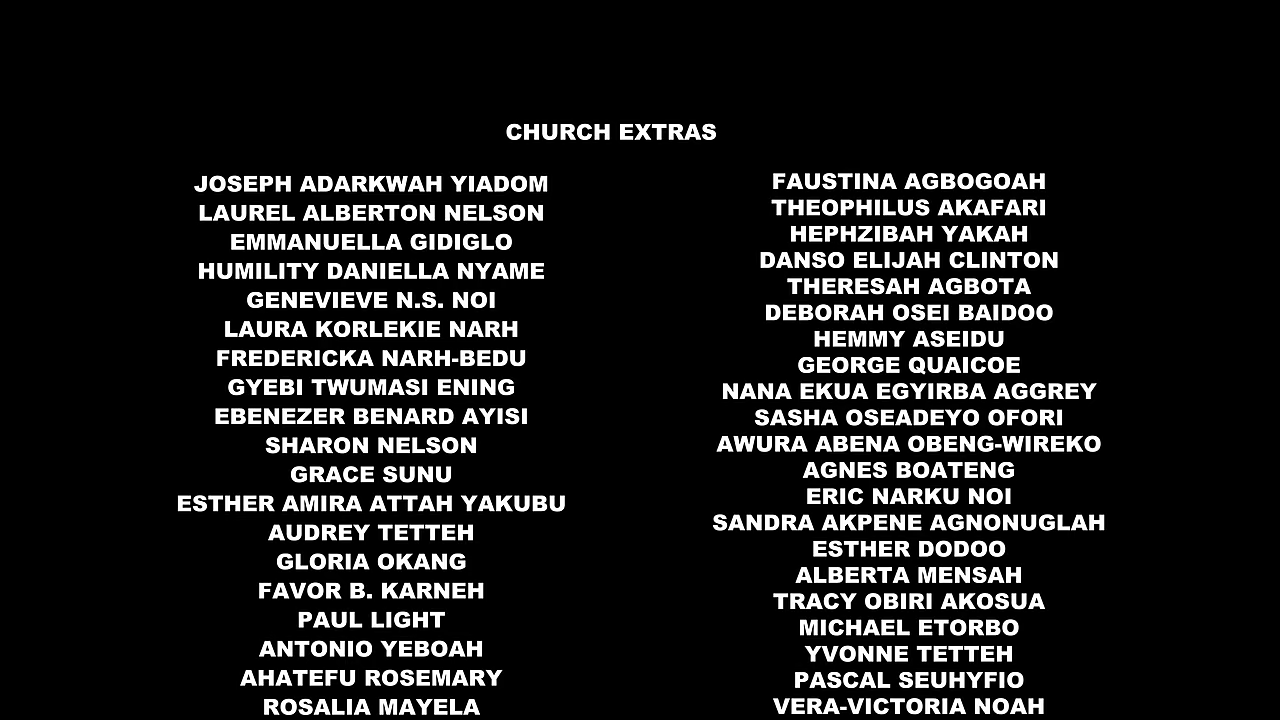 CHURCH EXTRAS
JOSEPH ADARKWAH YIADOM
LAUREL ALBERTON NELSON
EMMANUELLA GIDIGLO
HUMILITY DANIELLA NYAME
GENEVIEVE N.S. NOI
LAURA KORLEKIE NARH
FREDERICKA NARH-BEDU
GYEBI TWUMASI ENING
EBENEZER BENARD AYISI
SHARON NELSON
GRACE SUNU
ESTHER AMIRA ATTAH YAKUBU
AUDREY TETTEH
GLORIA OKANG
FAVOR B. KARNEH
PAUL LIGHT
ANTONIO YEBOAH
AHATEFU ROSEMARY
ROSALIA MAYELA
FAUSTINA AGBOGOAH
THEOPHILUS AKAFARI
HEPHZIBAH YAKAH
DANSO ELIJAH CLINTON
THERESAH AGBOTA
DEBORAH OSEI BAIDOO
HEMMY ASEIDU
GEORGE QUAICOE
NANA EKUA EGYIRBA AGGREY
SASHA OSEADEYO OFORI
AWURA ABENA OBENG-WIREKO
AGNES BOATENG
ERIC NARKU NOI
SANDRA AKPENE AGNONUGLAH
ESTHER DODOO
ALBERTA MENSAH
TRACY OBIRI AKOSUA
MICHAEL ETORBO
YVONNE TETTEH
PASCAL SEUHYFIO
VERA-VICTORIA NOAH